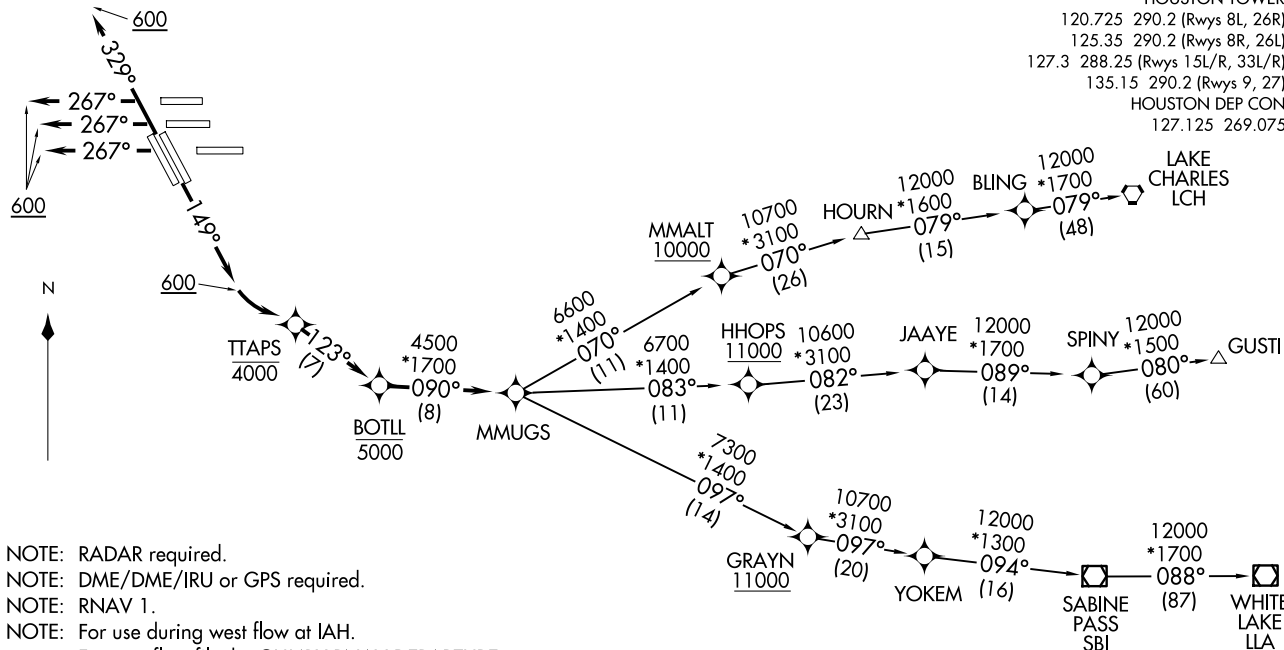 HOUSTON TOWER
120.725 290.2 (Rwys 8L, 26R)
125.35 290.2 (Rwys 8R, 26L)
127.3 288.25 (Rwys 15L/R, 33L/R)
135.15 290.2 (Rwys 9, 27)
HOUSTON DEP CON
127.125 269.075
600
329°
267°
267°
267°
600
149°
600
N
TTAPS
4000
123°
(7)
BOTLL
5000
4500
*1700
090°
(8)
MMUGS
6600
*1400
070°
(11)
MMALT
10000
10700
*3100
070°
(26)
HOURN
12000
*1600
079°
(15)
BLING
12000
*1700
079°
(48)
LAKE
CHARLES
LCH
6700
*1400
083°
(11)
HHOPS
11000
10600
*3100
082°
(23)
JAAYE
12000
*1700
089°
(14)
SPINY
12000
*1500
080°
(60)
GUSTI
7300
*1400
097°
(14)
GRAYN
11000
10700
*3100
097°
(20)
YOKEM
12000
*1300
094°
(16)
SABINE
PASS
SBI
12000
*1700
088°
(87)
WHITE
LAKE
LLA
NOTE: RADAR required.
NOTE: DME/DME/IRU or GPS required.
NOTE: RNAV 1.
NOTE: For use during west flow at IAH.